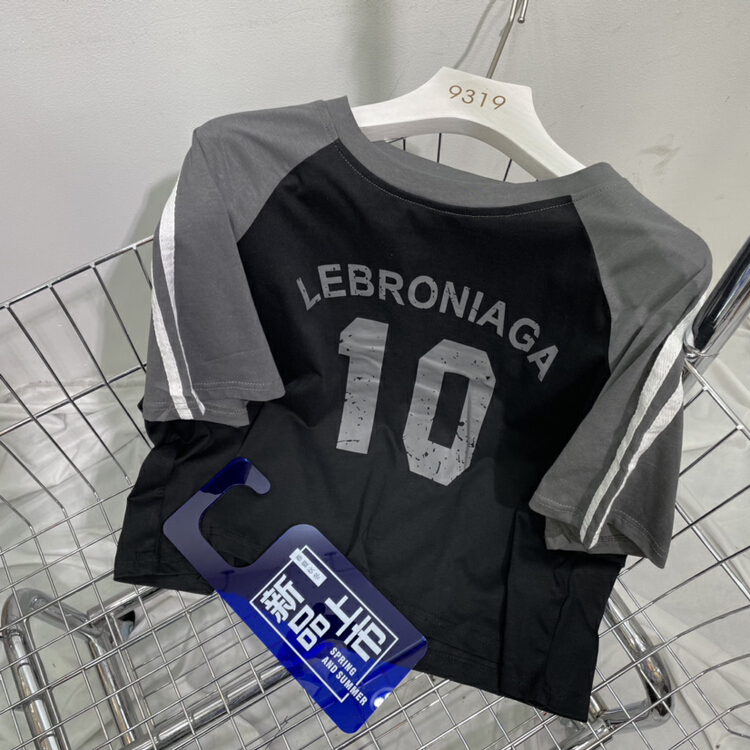 9319
LEBRONIAGA
10
新品上市
SPRING
AND SUMMER